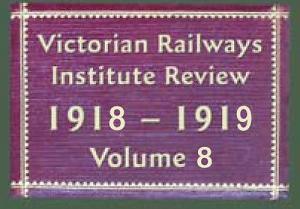 Victorian Railways
Institute Review
1918 – 1919
Volume 8